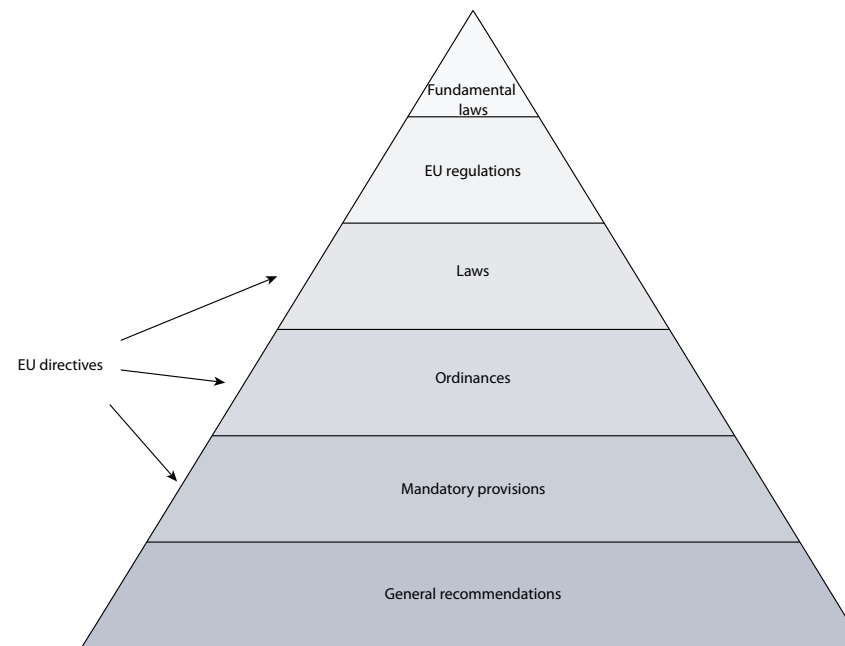 Fundamental
laws
EU regulations
Laws
EU directives
Ordinances
Mandatory provisions
General recommendations